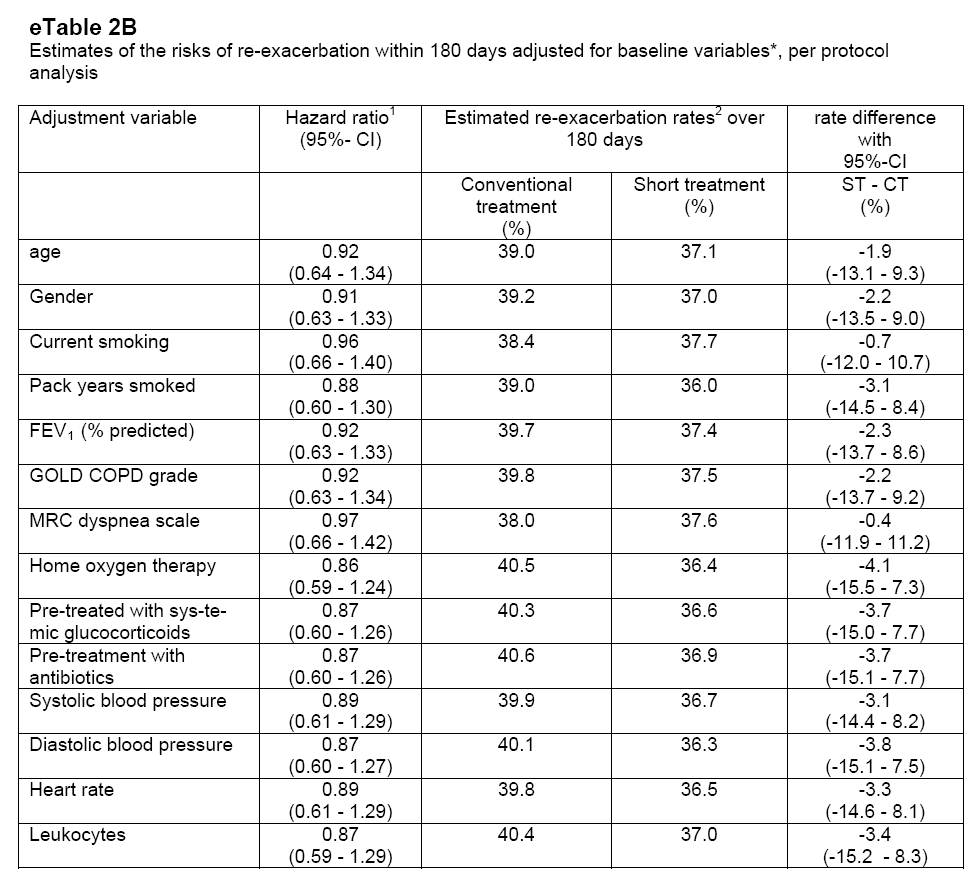 eTable 2B
Estimates of the risks of re-exacerbation within 180 days adjusted for baseline variables*, per protocol
analysis
Adjustment variable
Hazard ratio1
(95%- CI)
Estimated re-exacerbation rates2 over
180 days
rate difference
with
95%-CI
Conventional
treatment
(%)
Short treatment
(%)
ST - CT
(%)
age
0.92
(0.64 - 1.34)
39.0
37.1
-1.9
(-13.1 - 9.3)
Gender
0.91
(0.63 - 1.33)
39.2
37.0
-2.2
(-13.5 - 9.0)
Current smoking
0.96
(0.66 - 1.40)
38.4
37.7
-0.7
(-12.0 - 10.7)
Pack years smoked
0.88
(0.60 - 1.30)
39.0
36.0
-3.1
(-14.5 - 8.4)
FEV1 (% predicted)
0.92
(0.63 - 1.33)
39.7
37.4
-2.3
(-13.7 - 8.6)
GOLD COPD grade
0.92
(0.63 - 1.34)
39.8
37.5
-2.2
(-13.7 - 9.2)
MRC dyspnea scale
0.97
(0.66 - 1.42)
38.0
37.6
-0.4
(-11.9 - 11.2)
Home oxygen therapy
0.86
(0.59 - 1.24)
40.5
36.4
-4.1
(-15.5 - 7.3)
Pre-treated with sys-te-
mic glucocorticoids
0.87
(0.60 - 1.26)
40.3
36.6
-3.7
(-15.0 - 7.7)
Pre-treatment with
antibiotics
0.87
(0.60 - 1.26)
40.6
36.9
-3.7
(-15.1 - 7.7)
Systolic blood pressure
0.89
(0.61 - 1.29)
39.9
36.7
-3.1
(-14.4 - 8.2)
Diastolic blood pressure
0.87
(0.60 - 1.27)
40.1
36.3
-3.8
(-15.1 - 7.5)
Heart rate
0.89
(0.61 - 1.29)
39.8
36.5
-3.3
(-14.6 - 8.1)
Leukocytes
0.87
(0.59 - 1.29)
40.4
37.0
-3.4
(-15.2  - 8.3)